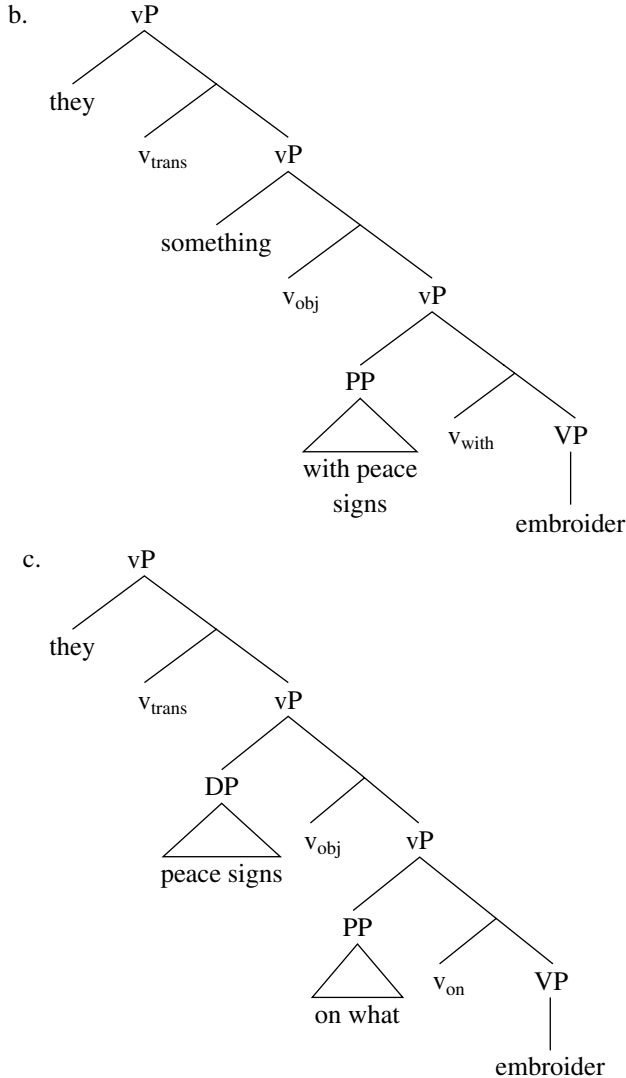 b.
vP
they
v_trans
vP
something
v_obj
vP
PP
v_with
VP
with peace
signs
embroider
c.
vP
they
v_trans
vP
DP
v_obj
vP
peace signs
PP
v_on
VP
on what
embroider